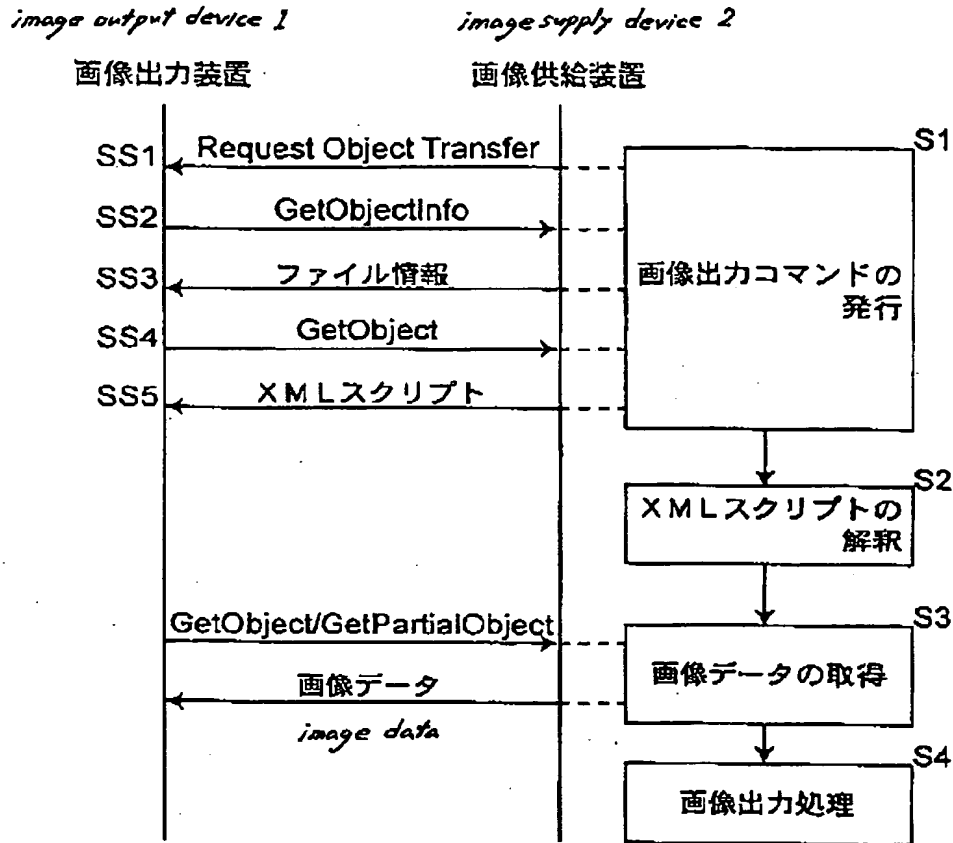 image output device 1
image supply device 2
画像出力装置
画像供給装置
S1
SS1
Request Object Transfer
SS2
GetObjectInfo
SS3
ファイル情報
画像出力コマンドの
発行
SS4
GetObject
SS5
XMLスクリプト
S2
XMLスクリプトの
解釈
S3
GetObject/GetPartialObject
画像データの取得
画像データ
image data
S4
画像出力処理